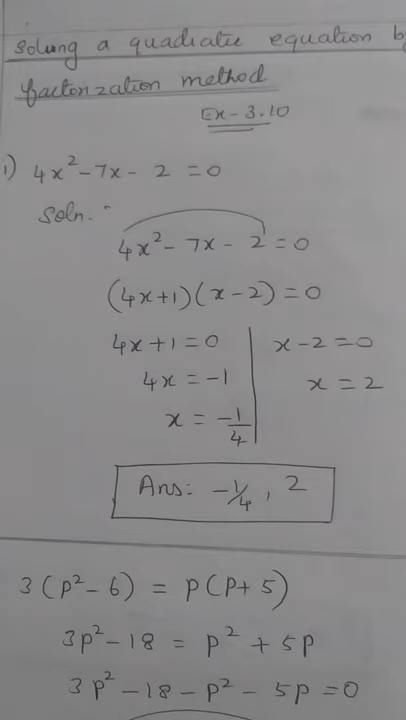 Solving a quadratic equation by
factorization method
Ex-3.10
i) 4x² - 7x - 2 = 0
Soln.
4x² - 7x - 2 = 0
(4x+1)(x-2) = 0
4x+1 = 0 | x-2 = 0
4x = -1 | x = 2
x = -1/4
Ans: -1/4, 2
3(p²-6) = p(p+5)
3p²-18 = p² + 5p
3p² - 18 - p² - 5p = 0